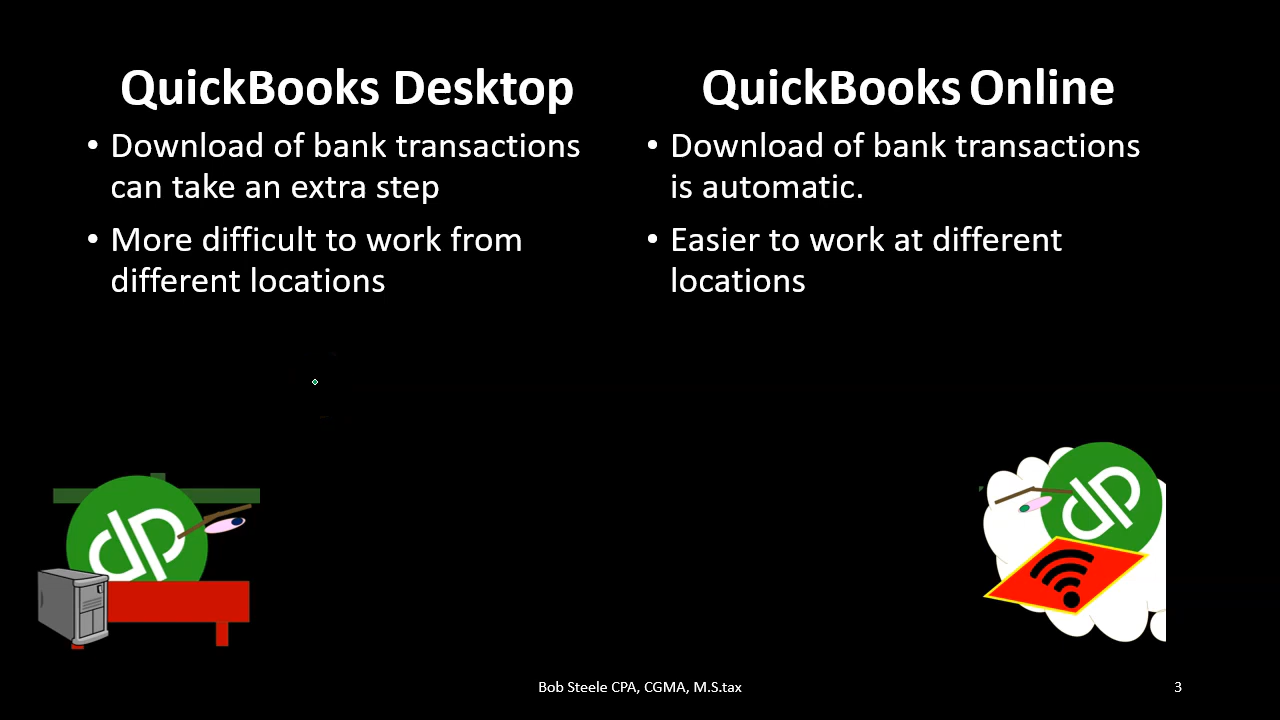 QuickBooks Desktop
• Download of bank transactions
can take an extra step
• More difficult to work from
different locations
QuickBooks Online
• Download of bank transactions
is automatic.
• Easier to work at different
locations
Bob Steele CPA, CGMA, M.S.tax
3